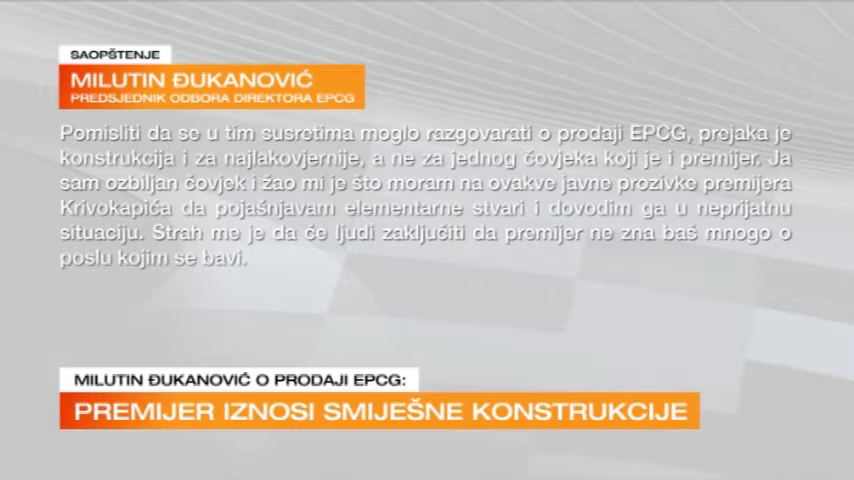 SAOPŠTENJE
MILUTIN ĐUKANOVIĆ
PREDSJEDNIK ODBORA DIREKTORA EPCG
Pomisliti da se u tim susretima moglo razgovarati o prodaji EPCG, prejaka je
konstrukcija i za najlakovjernije, a ne za jednog čovjeka koji je i premijer. Ja
sam ozbiljan čovjek i žao mi je što moram na ovakve javne prozivke premijera
Krivokapića da pojašnjavam elementarne stvari i dovodim ga u neprijatnu
situaciju. Strah me je da će ljudi zaključiti da premijer ne zna baš mnogo o
poslu kojim se bavi.
MILUTIN ĐUKANOVIĆ O PRODAJI EPCG:
PREMIJER IZNOSI SMIJEŠNE KONSTRUKCIJE